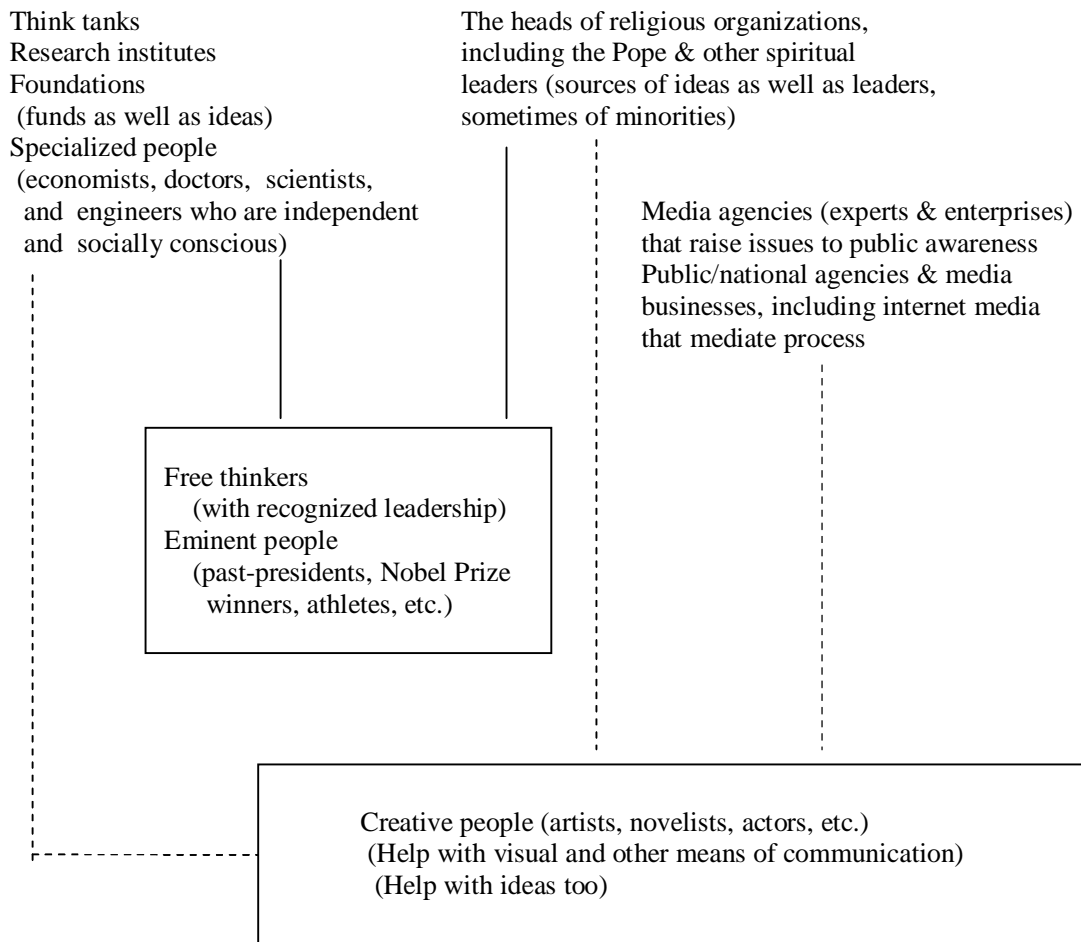 Think tanks
Research institutes
Foundations
(funds as well as ideas)
Specialized people
(economists, doctors, scientists,
and engineers who are independent
and socially conscious)
The heads of religious organizations,
including the Pope & other spiritual
leaders (sources of ideas as well as leaders,
sometimes of minorities)
Media agencies (experts & enterprises)
that raise issues to public awareness
Public/national agencies & media
businesses, including internet media
that mediate process
Free thinkers
(with recognized leadership)
Eminent people
(past-presidents, Nobel Prize
winners, athletes, etc.)
Creative people (artists, novelists, actors, etc.)
(Help with visual and other means of communication)
(Help with ideas too)